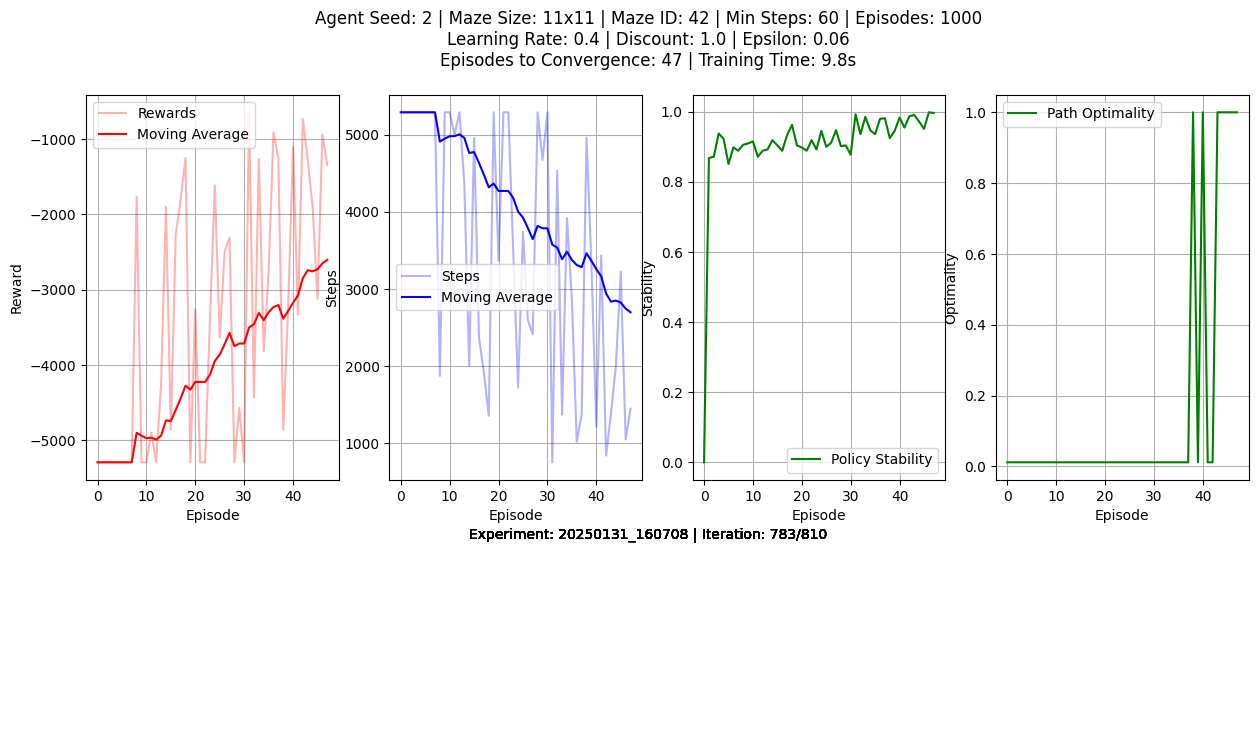 Agent Seed: 2 | Maze Size: 11x11 | Maze ID: 42 | Min Steps: 60 | Episodes: 1000
Learning Rate: 0.4 | Discount: 1.0 | Epsilon: 0.06
Episodes to Convergence: 47 | Training Time: 9.8s
Rewards
Moving Average
−1000
−2000
−3000
−4000
−5000
Reward
0
10
20
30
40
Episode
Steps
Moving Average
5000
4000
3000
2000
1000
Steps
0
10
20
30
40
Episode
Policy Stability
1.0
0.8
0.6
0.4
0.2
0.0
Stability
0
10
20
30
40
Episode
Path Optimality
1.0
0.8
0.6
0.4
0.2
0.0
Optimality
0
10
20
30
40
Episode
Experiment: 20250131_160708 | Iteration: 783/810